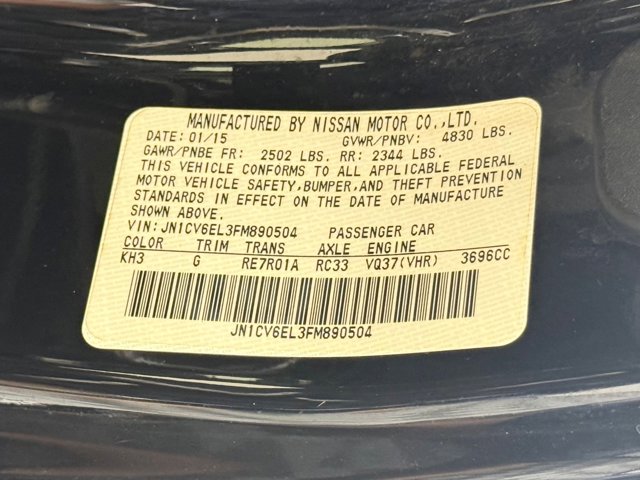 MANUFACTURED BY NISSAN MOTOR CO.,LTD.
DATE: 01/15 GVWR/PNBV: 4830 LBS.
GAWR/PNBE FR: 2502 LBS. RR: 2344 LBS.
THIS VEHICLE CONFORMS TO ALL APPLICABLE FEDERAL
MOTOR VEHICLE SAFETY,BUMPER,AND THEFT PREVENTION
STANDARDS IN EFFECT ON THE DATE OF MANUFACTURE
SHOWN ABOVE.
VIN: JN1CV6EL3FM890504 PASSENGER CAR
COLOR TRIM TRANS AXLE ENGINE
KH3 G RE7R01A RC33 VQ37(VHR) 3696CC
JN1CV6EL3FM890504